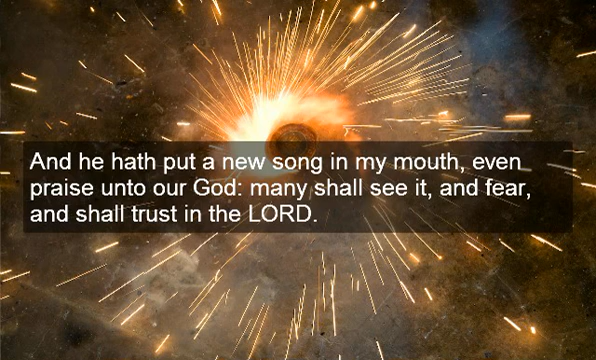 And he hath put a new song in my mouth, even
praise unto our God: many shall see it, and fear,
and shall trust in the LORD.